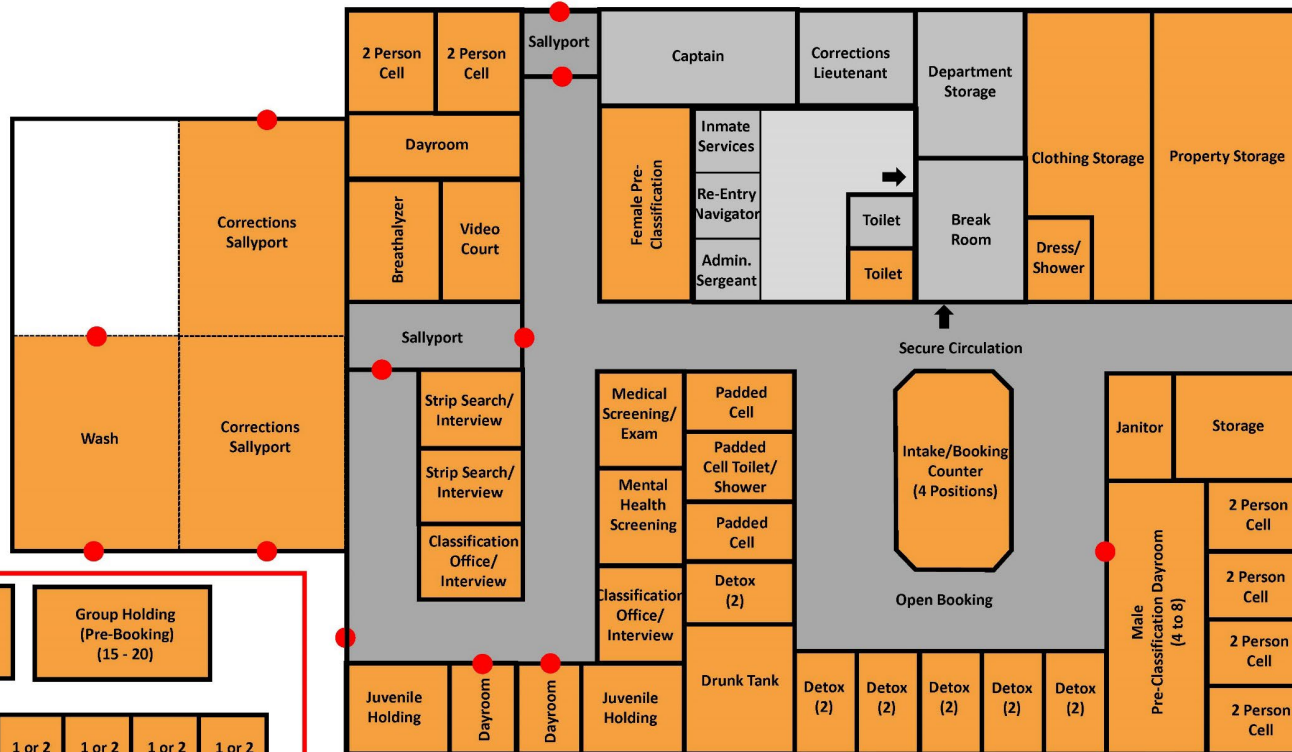 2 Person
Cell
2 Person
Cell
Sallyport
Captain
Corrections
Lieutenant
Department
Storage
Clothing Storage
Property Storage
Dayroom
Inmate
Services
Female Pre-
Classification
Re-Entry
Navigator
Admin.
Sergeant
Toilet
Toilet
Break
Room
Dress/
Shower
Corrections
Sallyport
Breathalyzer
Video
Court
Sallyport
Secure Circulation
Wash
Corrections
Sallyport
Strip Search/
Interview
Strip Search/
Interview
Classification
Office/
Interview
Medical
Screening/
Exam
Mental
Health
Screening
Classification
Office/
Interview
Padded
Cell
Padded
Cell Toilet/
Shower
Padded
Cell
Detox
(2)
Drunk Tank
Intake/Booking
Counter
(4 Positions)
Open Booking
Janitor
Storage
Male
Pre-Classification Dayroom
(4 to 8)
2 Person
Cell
2 Person
Cell
2 Person
Cell
2 Person
Cell
Group Holding
(Pre-Booking)
(15 - 20)
Juvenile
Holding
Dayroom
Dayroom
Juvenile
Holding
Detox
(2)
Detox
(2)
Detox
(2)
Detox
(2)
Detox
(2)
1 or 2
1 or 2
1 or 2
1 or 2